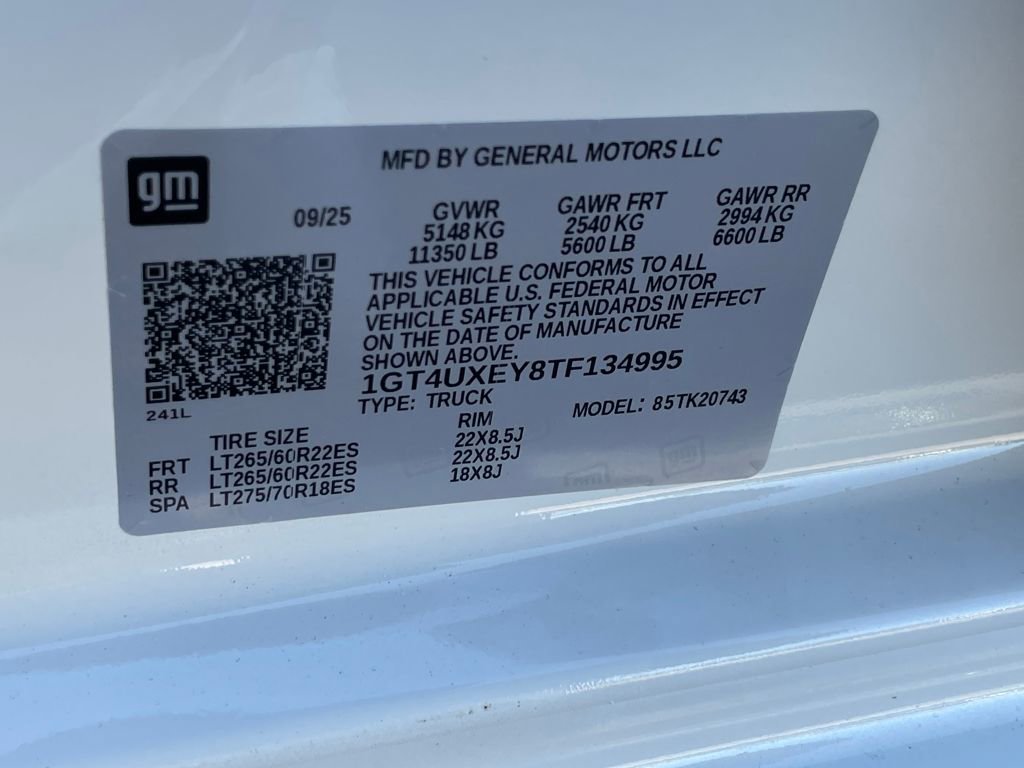 gm
MFD BY GENERAL MOTORS LLC
09/25
GVWR GAWR FRT GAWR RR
5148 KG 2540 KG 2994 KG
11350 LB 5600 LB 6600 LB
THIS VEHICLE CONFORMS TO ALL
APPLICABLE U.S. FEDERAL MOTOR
VEHICLE SAFETY STANDARDS IN EFFECT
ON THE DATE OF MANUFACTURE
SHOWN ABOVE.
1GT4UXEY8TF134995
241L
TYPE: TRUCK MODEL: 85TK20743
TIRE SIZE RIM
FRT LT265/60R22ES 22X8.5J
RR LT265/60R22ES 22X8.5J
SPA LT275/70R18ES 18X8J
gm